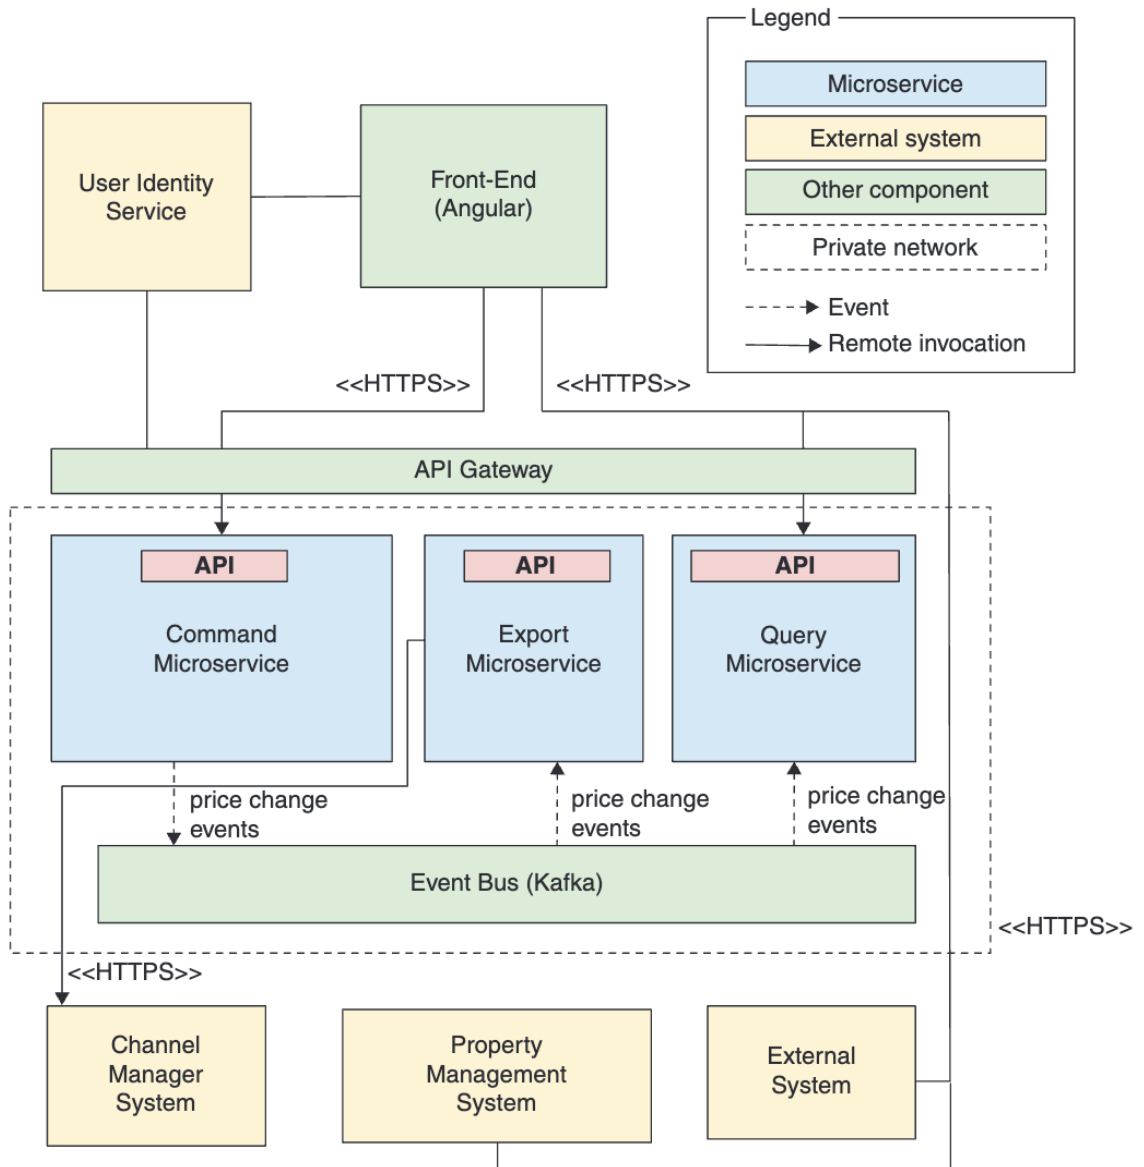 Legend
Microservice
External system
Other component
Private network
Event
Remote invocation
User Identity
Service
Front-End
(Angular)
<<HTTPS>>
<<HTTPS>>
API Gateway
API
API
API
Command
Microservice
Export
Microservice
Query
Microservice
price change
events
price change
events
price change
events
Event Bus (Kafka)
<<HTTPS>>
<<HTTPS>>
Channel
Manager
System
Property
Management
System
External
System